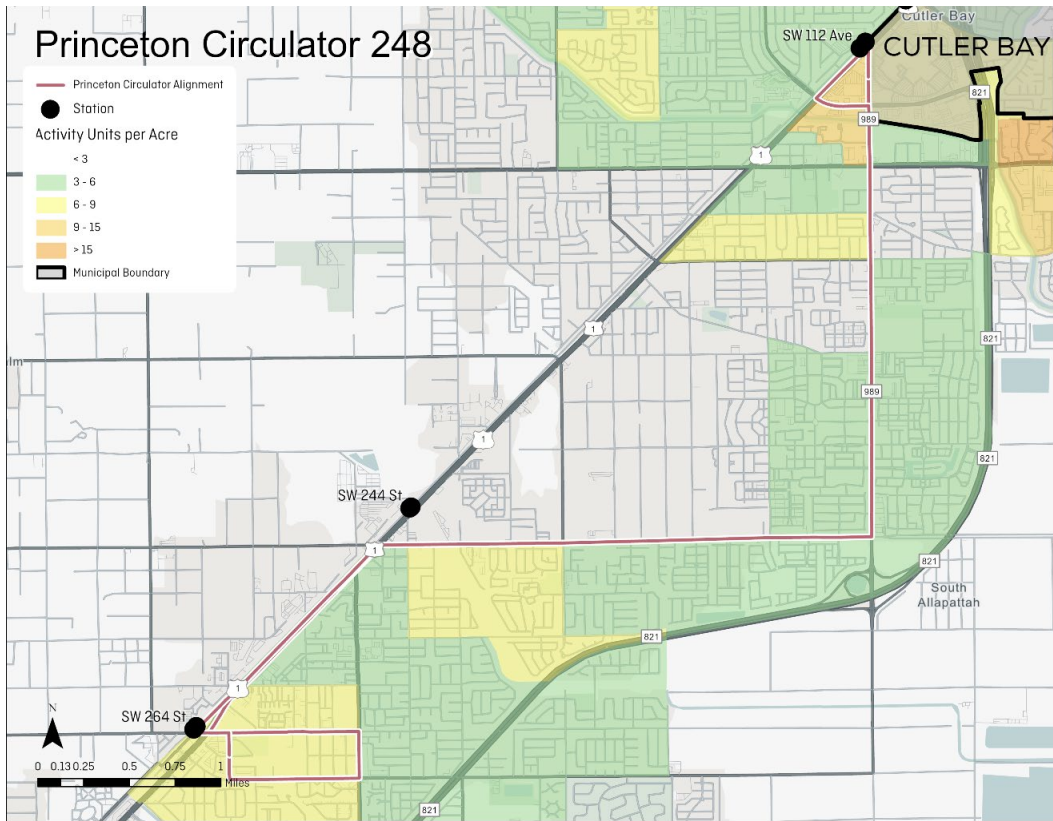 Princeton Circulator 248
Princeton Circulator Alignment
Station
Activity Units per Acre
< 3
3 - 6
6 - 9
9 - 15
> 15
Municipal Boundary
Cutler Bay
SW 112 Ave
CUTLER BAY
821
989
1
1
821
989
1
821
SW 244 St
1
821
South
Allapattah
821
1
SW 264 St
N
0 0.13 0.25 0.5 0.75 1
Miles
821